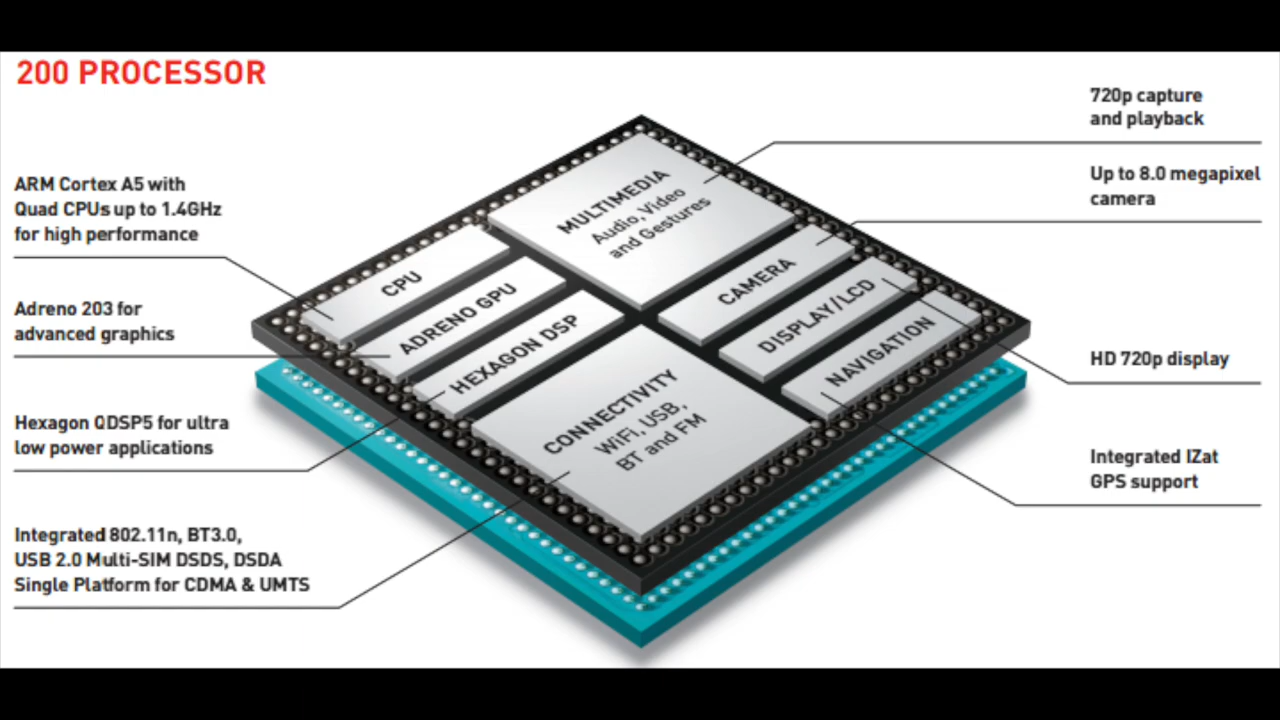 200 PROCESSOR
ARM Cortex A5 with
Quad CPUs up to 1.4GHz
for high performance
Adreno 203 for
advanced graphics
Hexagon QDSP5 for ultra
low power applications
Integrated 802.11n, BT3.0,
USB 2.0 Multi-SIM DSDS, DSDA
Single Platform for CDMA & UMTS
MULTIMEDIA
Audio, Video
and Gestures
CPU
ADRENO GPU
HEXAGON DSP
CONNECTIVITY
WiFi, USB,
BT and FM
CAMERA
DISPLAY/LCD
NAVIGATION
720p capture
and playback
Up to 8.0 megapixel
camera
HD 720p display
Integrated IZat
GPS support